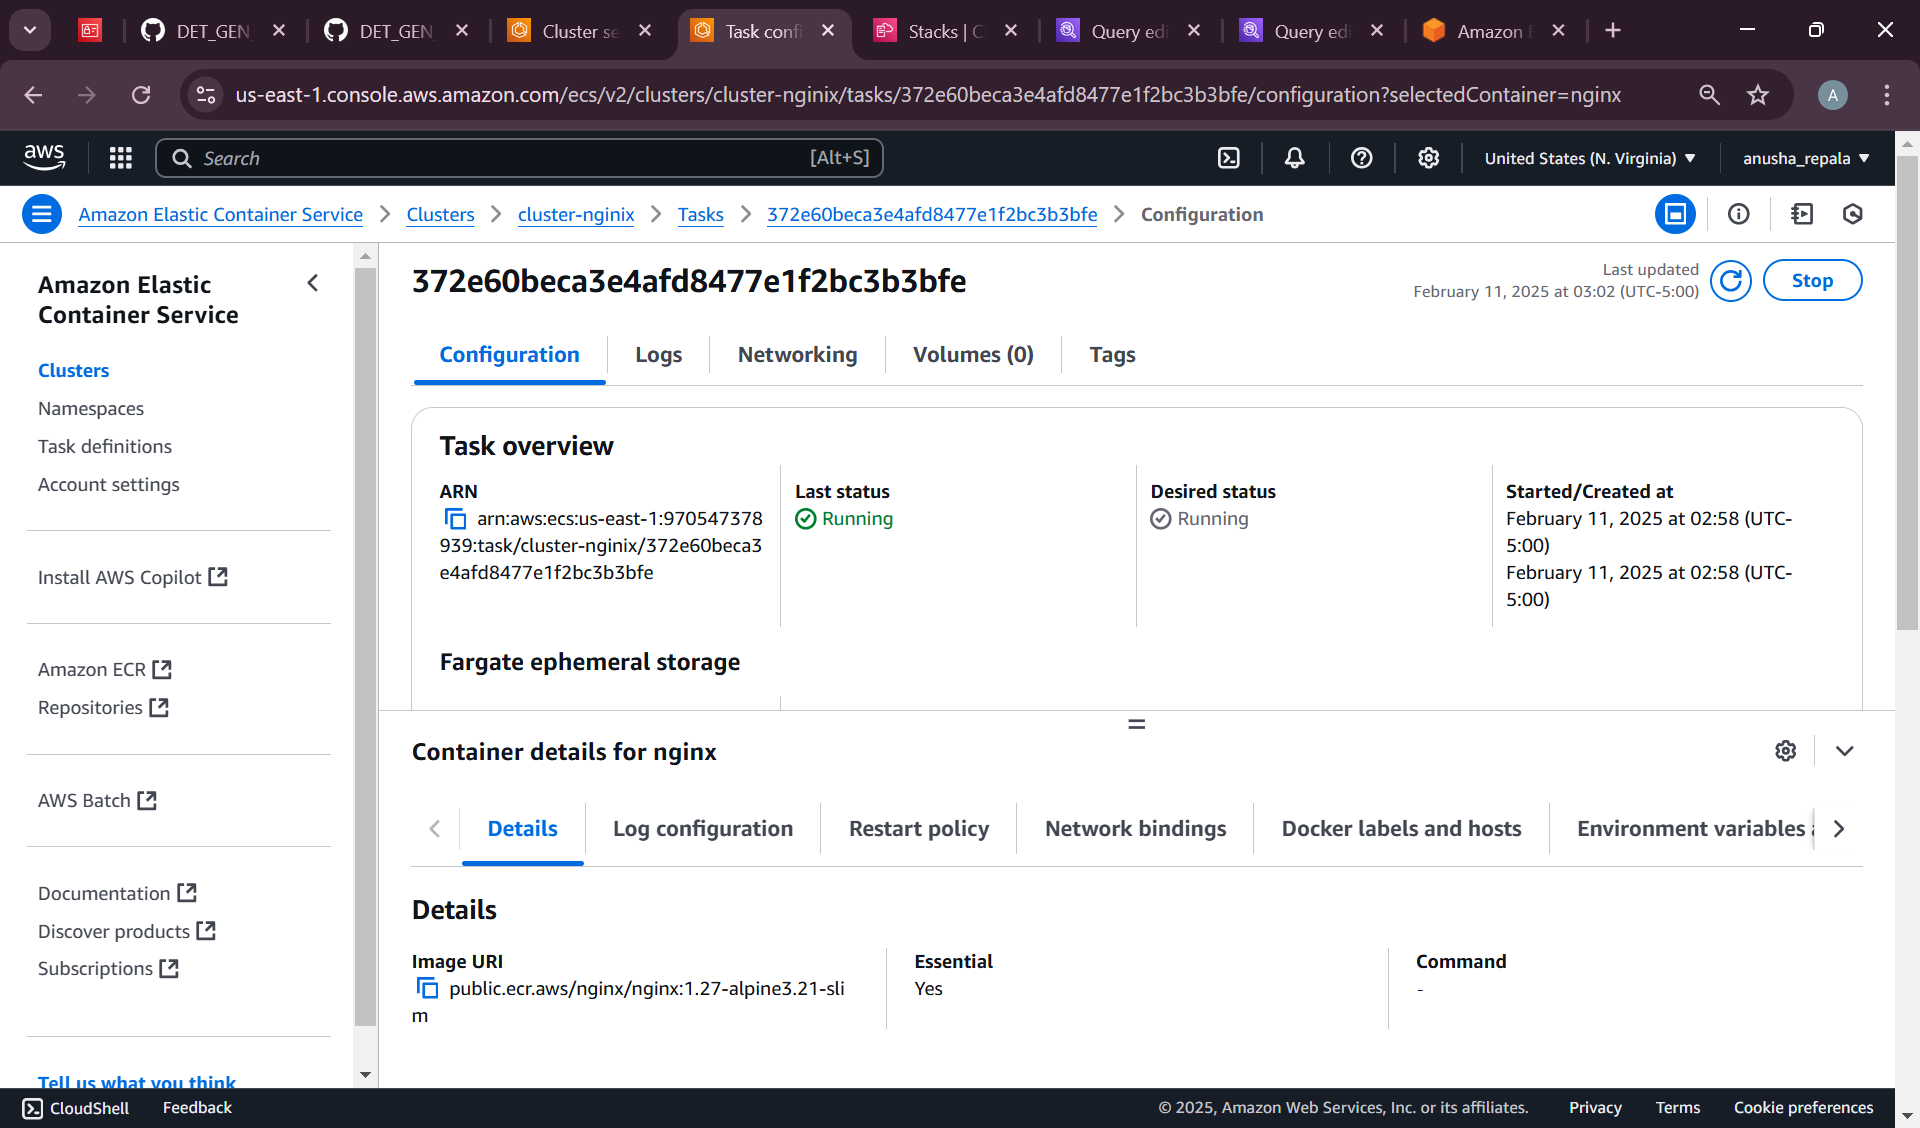 DET_GEN
DET_GEN
Cluster se
Task confi
Stacks | C
Query edi
Query edi
Amazon E
us-east-1.console.aws.amazon.com/ecs/v2/clusters/cluster-nginix/tasks/372e60beca3e4afd8477e1f2bc3b3bfe/configuration?selectedContainer=nginx
A
aws
Search
[Alt+S]
United States (N. Virginia)
anusha_repala
Amazon Elastic Container Service > Clusters > cluster-nginix > Tasks > 372e60beca3e4afd8477e1f2bc3b3bfe > Configuration
Amazon Elastic
Container Service
Clusters
Namespaces
Task definitions
Account settings
Install AWS Copilot
Amazon ECR
Repositories
AWS Batch
Documentation
Discover products
Subscriptions
Tell us what you think
372e60beca3e4afd8477e1f2bc3b3bfe
Last updated
February 11, 2025 at 03:02 (UTC-5:00)
Stop
Configuration
Logs
Networking
Volumes (0)
Tags
Task overview
ARN
arn:aws:ecs:us-east-1:970547378
939:task/cluster-nginix/372e60beca3
e4afd8477e1f2bc3b3bfe
Last status
Running
Desired status
Running
Started/Created at
February 11, 2025 at 02:58 (UTC-
5:00)
February 11, 2025 at 02:58 (UTC-
5:00)
Fargate ephemeral storage
Container details for nginx
Details
Log configuration
Restart policy
Network bindings
Docker labels and hosts
Environment variables
Details
Image URI
public.ecr.aws/nginx/nginx:1.27-alpine3.21-sli
m
Essential
Yes
Command
-
CloudShell
Feedback
© 2025, Amazon Web Services, Inc. or its affiliates.
Privacy
Terms
Cookie preferences